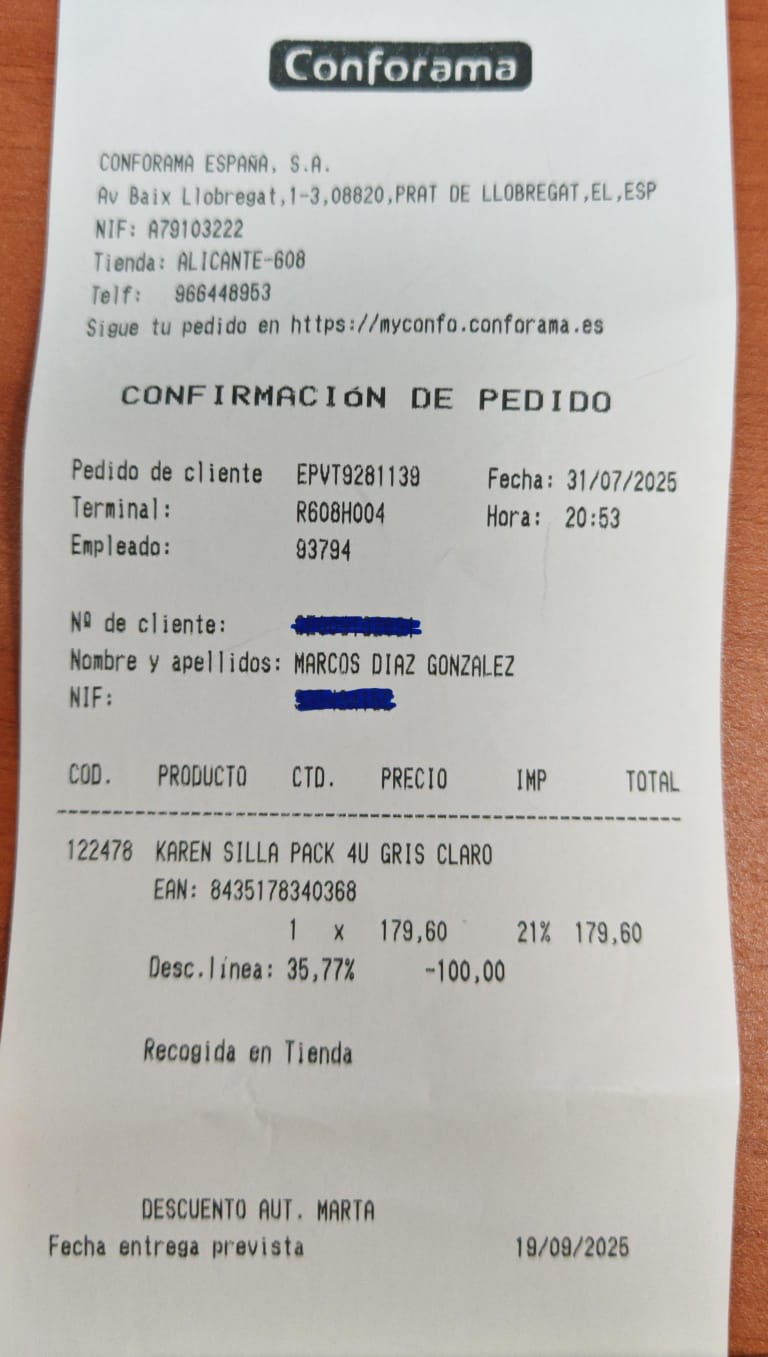 Conforama
CONFORAMA ESPAÑA, S.A.
Av Baix Llobregat,1-3,08820,PRAT DE LLOBREGAT,EL,ESP
NIF: A79103222
Tienda: ALICANTE-608
Telf: 966448953
Sigue tu pedido en https://myconfo.conforama.es
CONFIRMACIóN DE PEDIDO
Pedido de cliente EPVT9281139 Fecha: 31/07/2025
Terminal: R608H004 Hora: 20:53
Empleado: 93794
Nº de cliente:
Nombre y apellidos: MARCOS DIAZ GONZALEZ
NIF:
COD. PRODUCTO CTD. PRECIO IMP TOTAL
122478 KAREN SILLA PACK 4U GRIS CLARO
EAN: 8435178340368
1 x 179,60 21% 179,60
Desc.línea: 35,77% -100,00
Recogida en Tienda
DESCUENTO AUT. MARTA
Fecha entrega prevista 19/09/2025